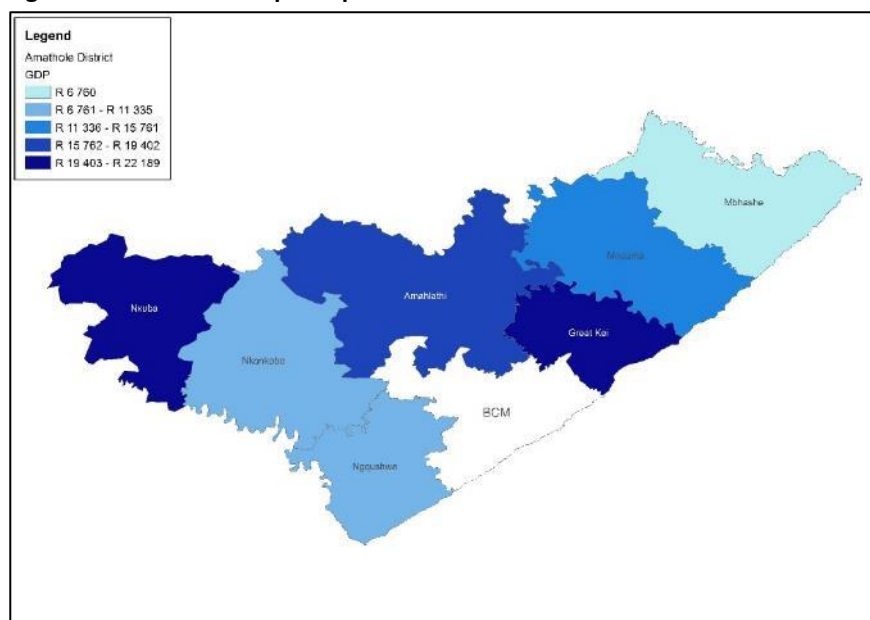 Legend
Amathole District
GDP
R 6 760
R 6 761 - R 11 335
R 11 336 - R 15 761
R 15 762 - R 19 402
R 19 403 - R 22 189
Mbhashe
Mnquma
Nxuba
Amahlathi
Great Kei
Nkonkobe
BCM
Ngqushwa